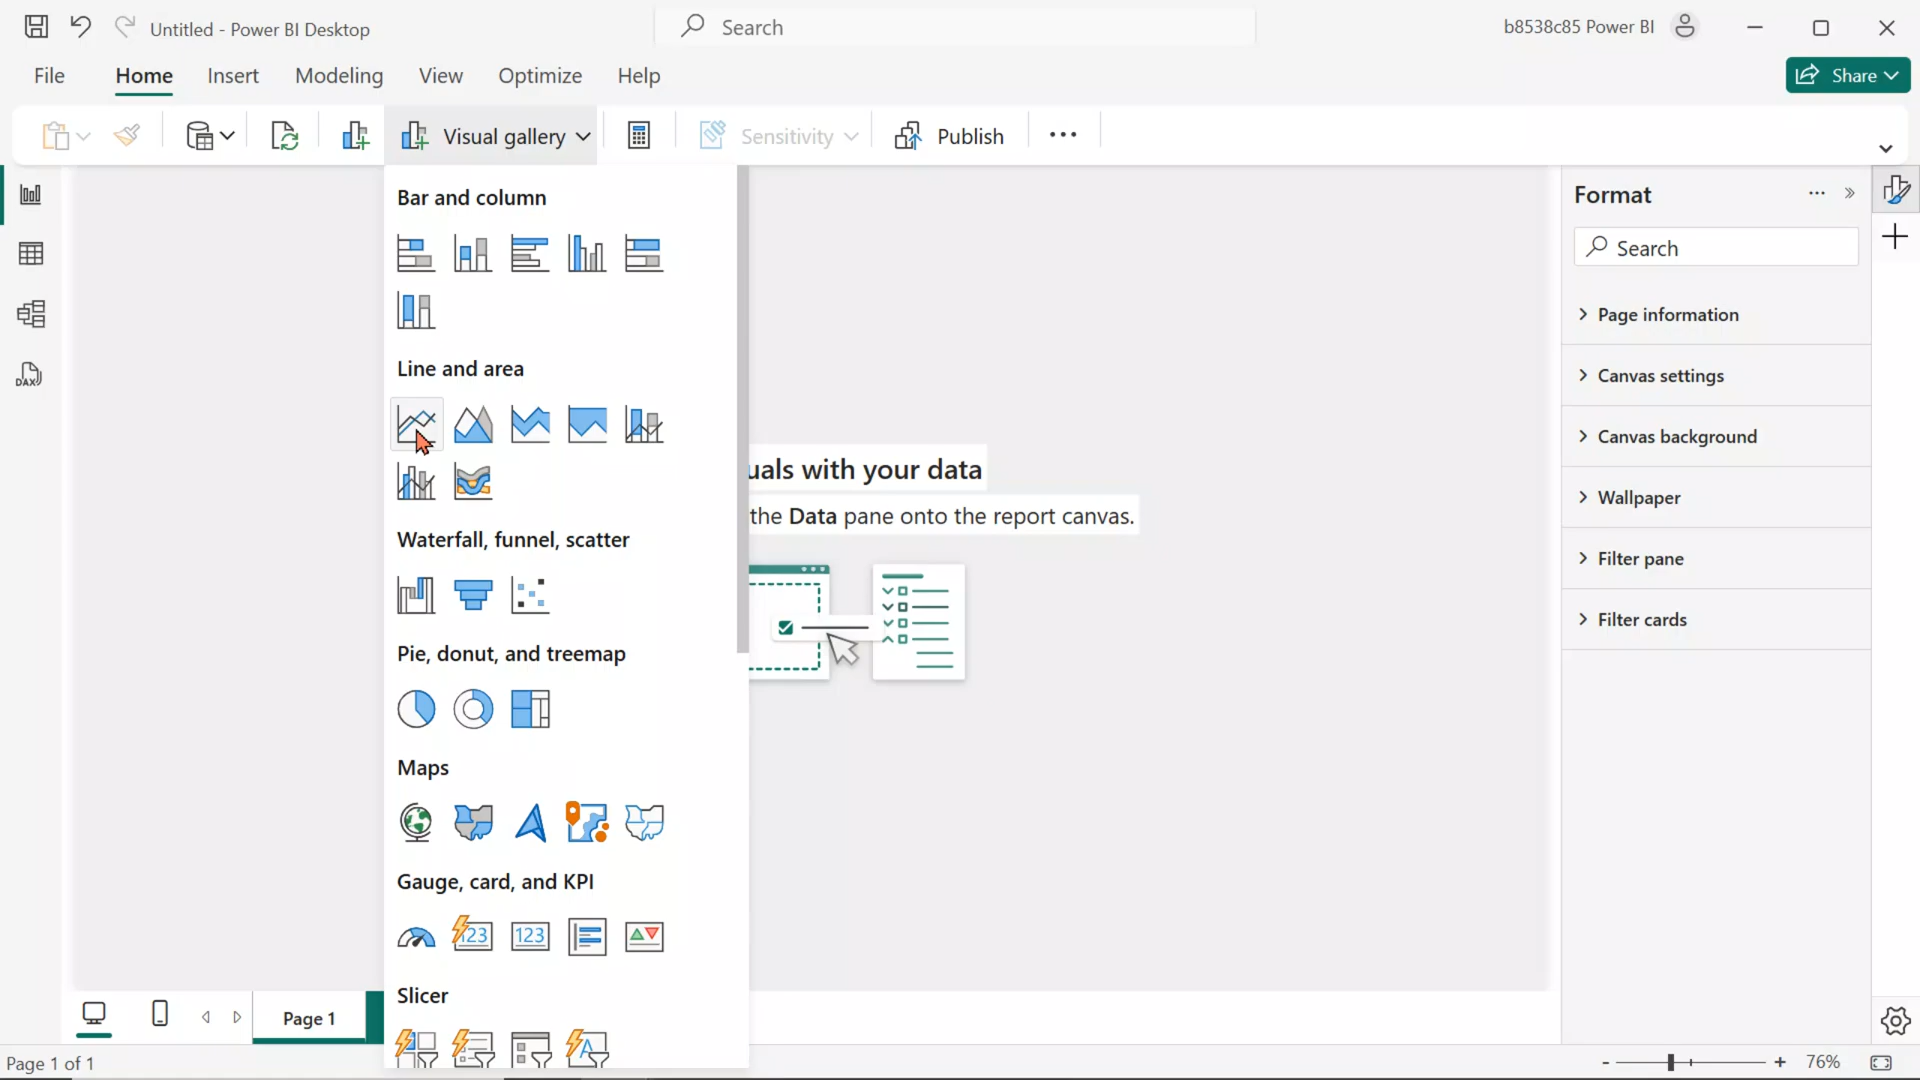 Untitled - Power BI Desktop
Search
b8538c85 Power BI
File
Home
Insert
Modeling
View
Optimize
Help
Share
Visual gallery
Sensitivity
Publish
Bar and column
Line and area
Waterfall, funnel, scatter
Pie, donut, and treemap
Maps
Gauge, card, and KPI
123
123
Slicer
A
DAX
uals with your data
the Data pane onto the report canvas.
Format
Search
Page information
Canvas settings
Canvas background
Wallpaper
Filter pane
Filter cards
Page 1
Page 1 of 1
- + 76%